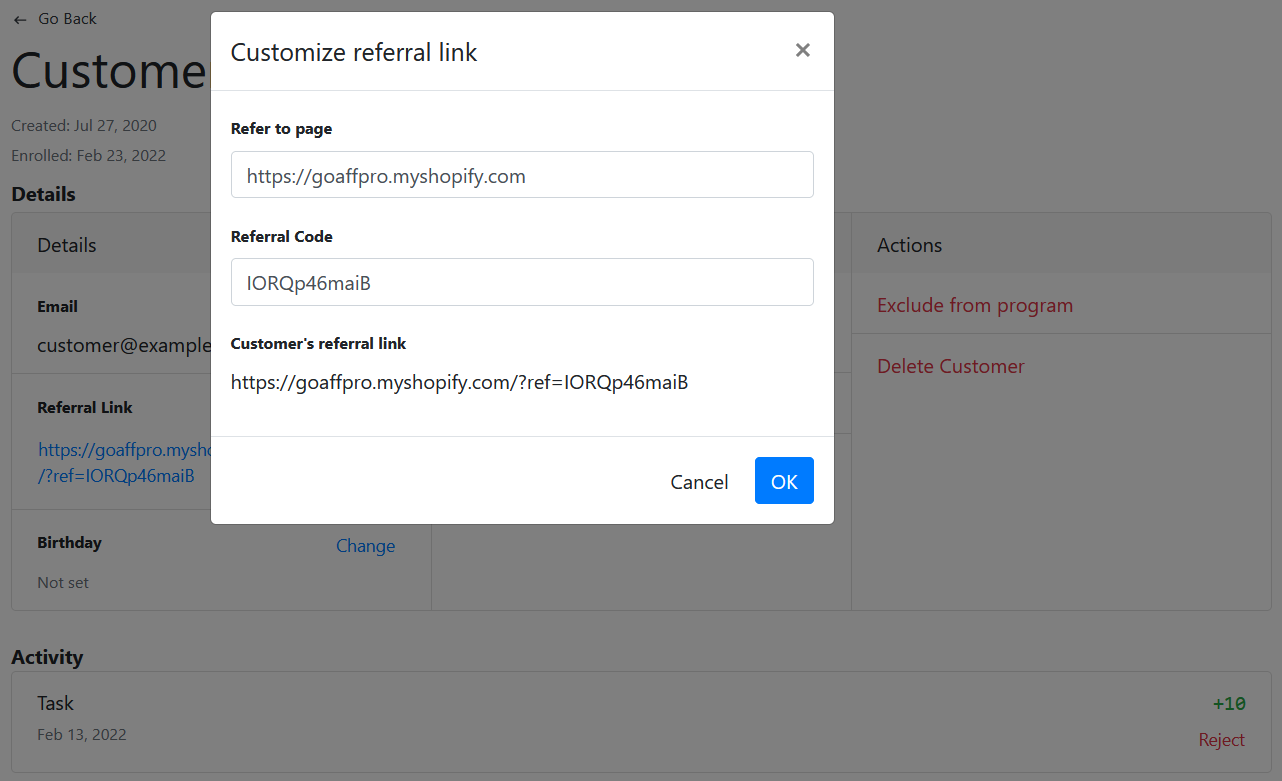 Go Back
Custome
Created: Jul 27, 2020
Enrolled: Feb 23, 2022
Details
Details
Email
customer@example
Referral Link
https://goaffpro.mysho
/?ref=IORQp46maiB
Birthday
Change
Not set
Customize referral link
×
Refer to page
https://goaffpro.myshopify.com
Referral Code
IORQp46maiB
Customer's referral link
https://goaffpro.myshopify.com/?ref=IORQp46maiB
Cancel
OK
Actions
Exclude from program
Delete Customer
Activity
Task
+10
Feb 13, 2022
Reject